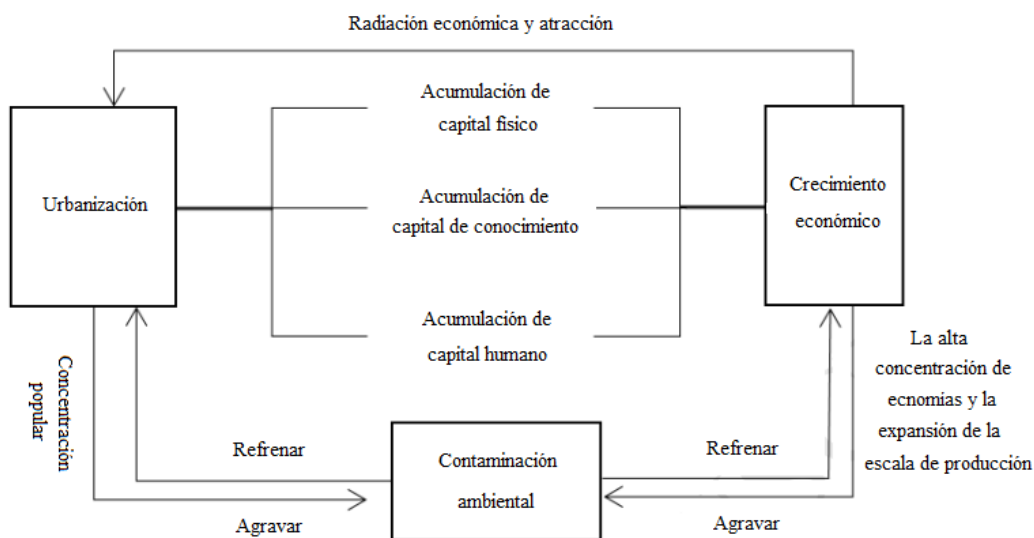 Radiación económica y atracción
Acumulación de
capital físico
Urbanización
Acumulación de
capital de conocimiento
Crecimiento
económico
Acumulación de
capital humano
Concentración
popular
La alta
concentración de
ecnomías y la
expansión de la
escala de producción
Refrenar
Contaminación
ambiental
Refrenar
Agravar
Agravar